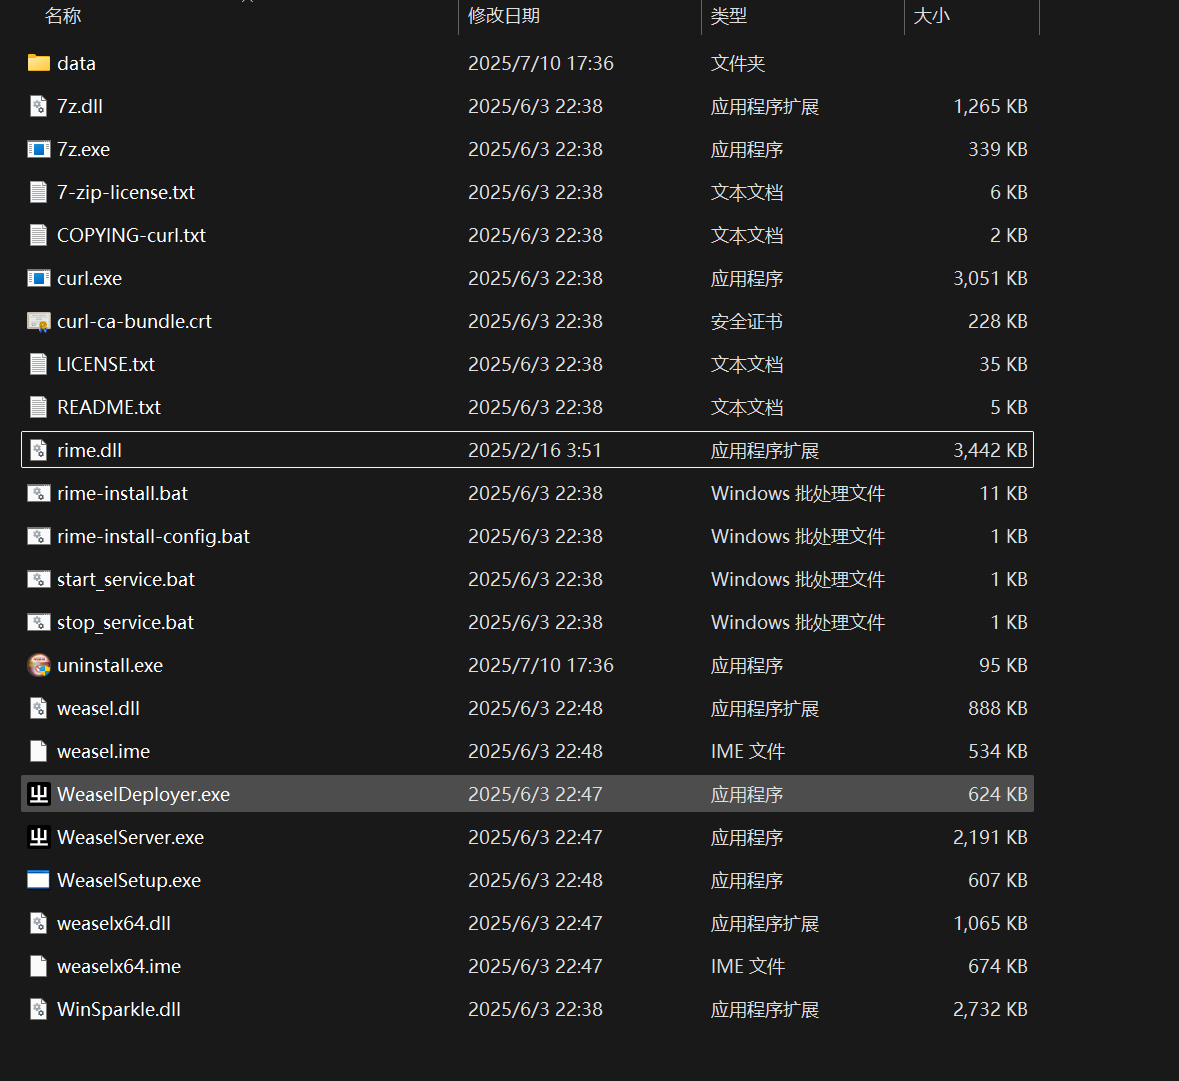 名称 修改日期 类型 大小
data 2025/7/10 17:36 文件夹
7z.dll 2025/6/3 22:38 应用程序扩展 1,265 KB
7z.exe 2025/6/3 22:38 应用程序 339 KB
7-zip-license.txt 2025/6/3 22:38 文本文档 6 KB
COPYING-curl.txt 2025/6/3 22:38 文本文档 2 KB
curl.exe 2025/6/3 22:38 应用程序 3,051 KB
curl-ca-bundle.crt 2025/6/3 22:38 安全证书 228 KB
LICENSE.txt 2025/6/3 22:38 文本文档 35 KB
README.txt 2025/6/3 22:38 文本文档 5 KB
rime.dll 2025/2/16 3:51 应用程序扩展 3,442 KB
rime-install.bat 2025/6/3 22:38 Windows 批处理文件 11 KB
rime-install-config.bat 2025/6/3 22:38 Windows 批处理文件 1 KB
start_service.bat 2025/6/3 22:38 Windows 批处理文件 1 KB
stop_service.bat 2025/6/3 22:38 Windows 批处理文件 1 KB
uninstall.exe 2025/7/10 17:36 应用程序 95 KB
weasel.dll 2025/6/3 22:48 应用程序扩展 888 KB
weasel.ime 2025/6/3 22:48 IME 文件 534 KB
WeaselDeployer.exe 2025/6/3 22:47 应用程序 624 KB
WeaselServer.exe 2025/6/3 22:47 应用程序 2,191 KB
WeaselSetup.exe 2025/6/3 22:48 应用程序 607 KB
weaselx64.dll 2025/6/3 22:47 应用程序扩展 1,065 KB
weaselx64.ime 2025/6/3 22:47 IME 文件 674 KB
WinSparkle.dll 2025/6/3 22:38 应用程序扩展 2,732 KB